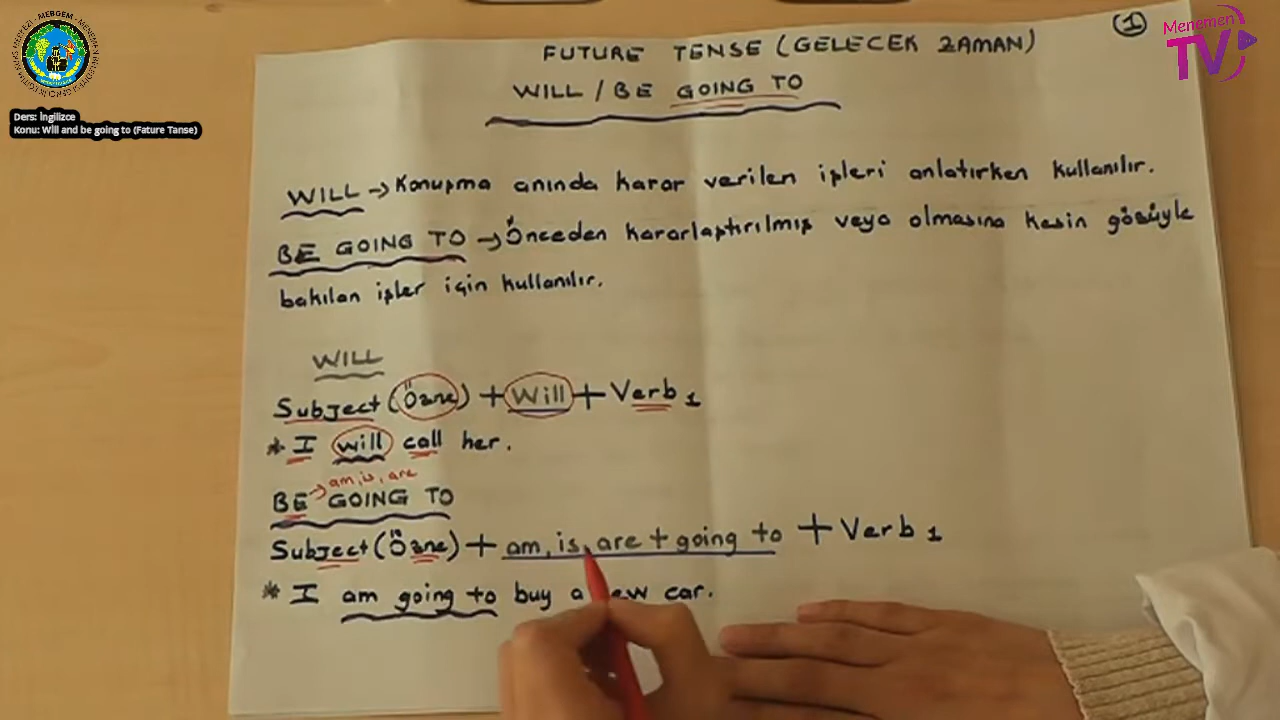 MEBGEM - MENEMEN
Menemen
TV
Ders: İngilizce
Konu: Will and be going to (Fature Tanse)
1
FUTURE TENSE (GELECEK ZAMAN)
WILL / BE GOING TO
WILL → Konuşma anında karar verilen işleri anlatırken kullanılır.
BE GOING TO → Önceden kararlaştırılmış veya olmasına kesin gözüyle
bakılan işler için kullanılır.
WILL
Subject (Özne) + Will + Verb 1
* I will call her.
→ am, is, are
BE GOING TO
Subject (Özne) + am, is, are + going to + Verb 1
* I am going to buy a car.